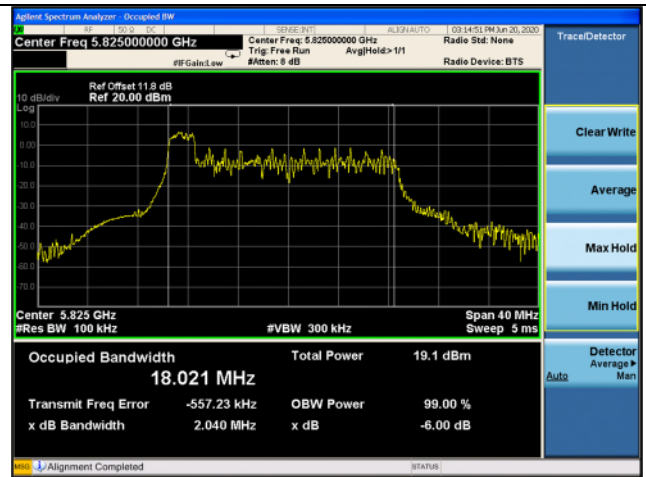 Agilent Spectrum Analyzer - Occupied BW
RF 50 Ω DC SENSE:INT ALIGNAUTO 03:14:51 PM Jun 20, 2020
Center Freq 5.825000000 GHz Center Freq: 5.825000000 GHz Radio Std: None
Trig: Free Run Avg|Hold:> 1/1
#IFGain:Low #Atten: 8 dB Radio Device: BTS
Trace/Detector
Ref Offset 11.8 dB
10 dB/div Ref 20.00 dBm
Log
10.0
0.00
10.0
20.0
30.0
40.0
50.0
60.0
70.0
Center 5.825 GHz Span 40 MHz
#Res BW 100 kHz #VBW 300 kHz Sweep 5 ms
Occupied Bandwidth Total Power 19.1 dBm
18.021 MHz
Transmit Freq Error -557.23 kHz OBW Power 99.00 %
x dB Bandwidth 2.040 MHz x dB -6.00 dB
Clear Write
Average
Max Hold
Min Hold
Detector
Average
Auto Man
MSG Alignment Completed STATUS